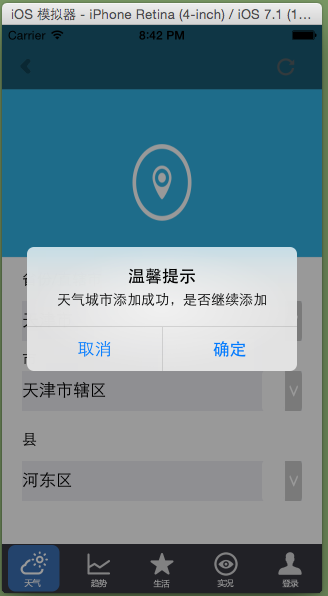 iOS 模拟器 - iPhone Retina (4-inch) / iOS 7.1 (1...
Carrier 8:42 PM
温馨提示
天气城市添加成功，是否继续添加
取消 确定
天津市辖区
县
河东区
天气 趋势 生活 实况 登录